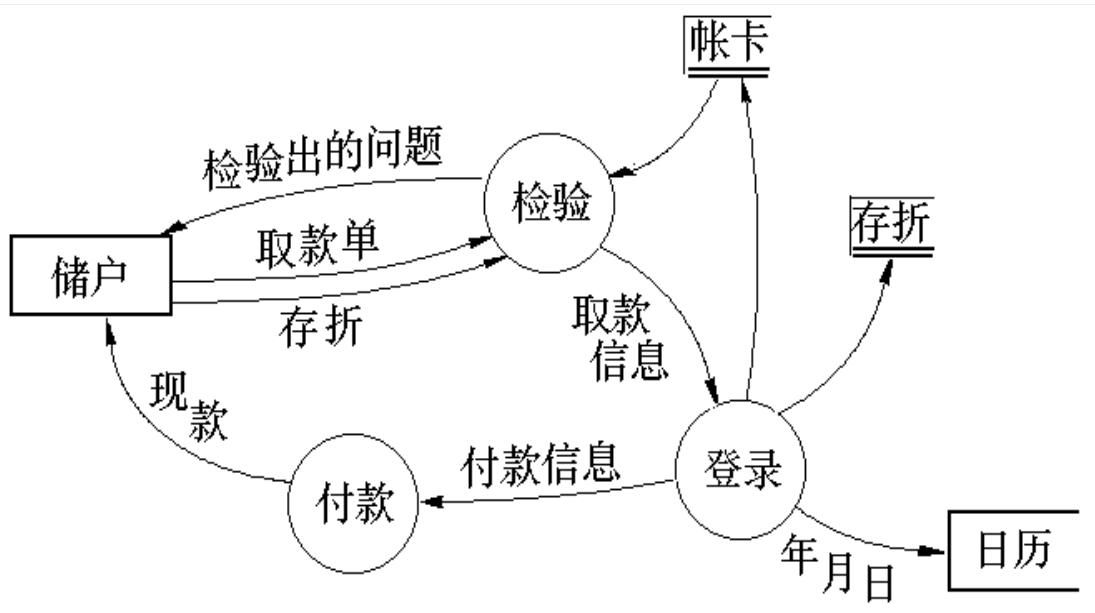 帐卡
检验出的问题
检验
存折
取款单
储户
存折
取款
信息
现款
付款信息
登录
付款
年月日
日历